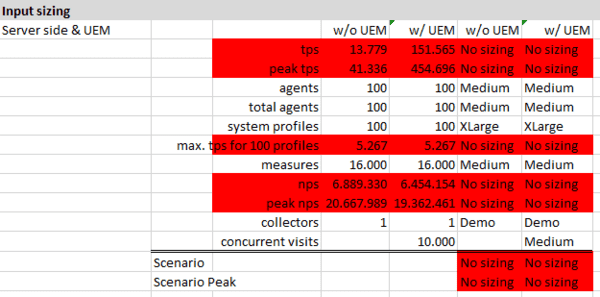 Input sizing
Server side & UEM w/o UEM w/ UEM w/o UEM w/ UEM
tps 13.779 151.565 No sizing No sizing
peak tps 41.336 454.696 No sizing No sizing
agents 100 100 Medium Medium
total agents 100 100 Medium Medium
system profiles 100 100 XLarge XLarge
max. tps for 100 profiles 5.267 5.267 No sizing No sizing
measures 16.000 16.000 Medium Medium
nps 6.889.330 6.454.154 No sizing No sizing
peak nps 20.667.989 19.362.461 No sizing No sizing
collectors 1 1 Demo Demo
concurrent visits 10.000 Medium
Scenario No sizing No sizing
Scenario Peak No sizing No sizing